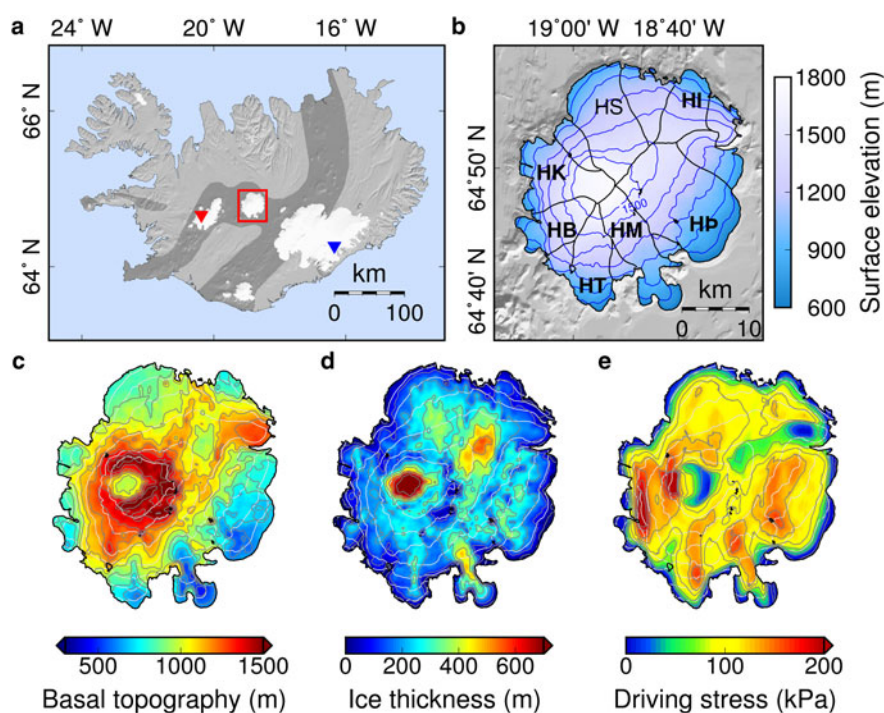 a
24° W 20° W 16° W
66° N
64° N
km
0 100
b
19°00' W 18°40' W
64°50' N
64°40' N
HS
HI
HK
HB
HM
HÞ
HT
1500
km
0 10
1800
1500
1200
900
600
Surface elevation (m)
c
d
e
500 1000 1500
Basal topography (m)
0 200 400 600
Ice thickness (m)
0 100 200
Driving stress (kPa)